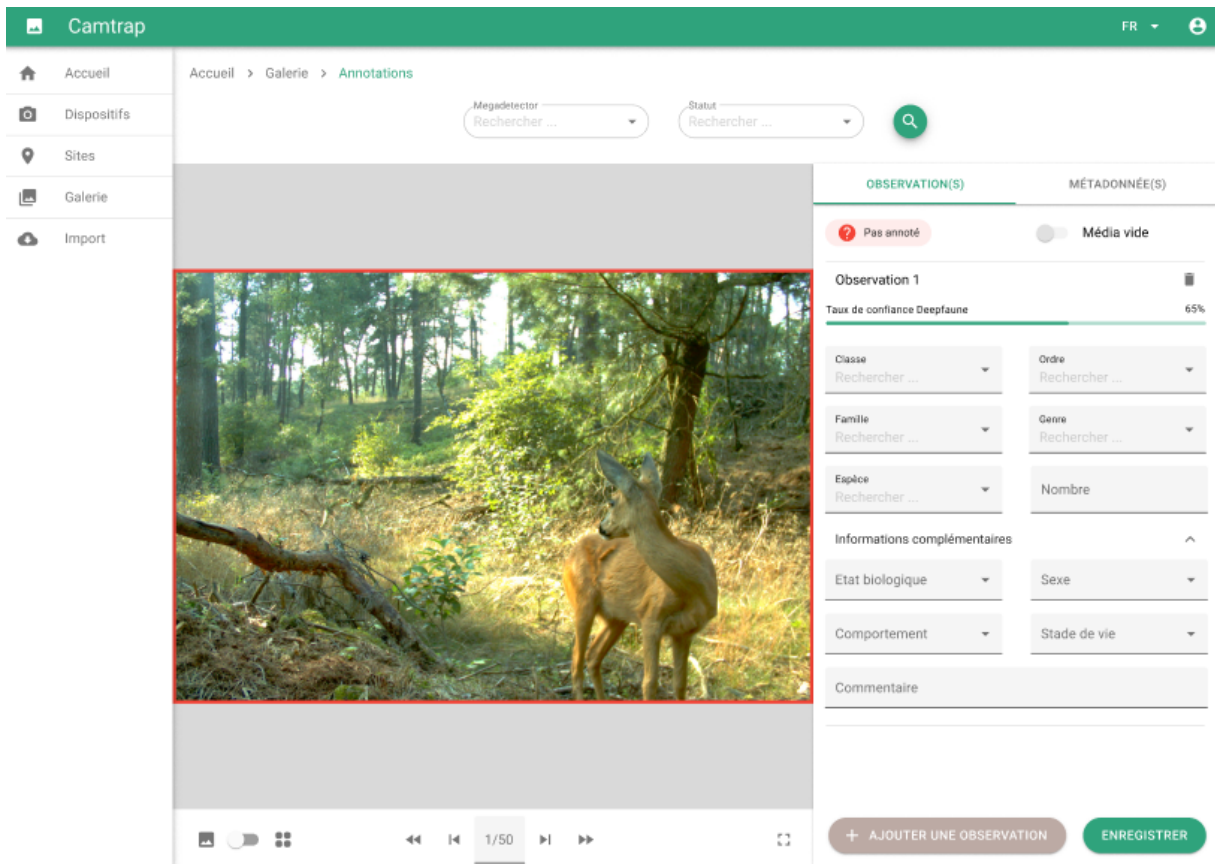 Camtrap
FR
Accueil
Dispositifs
Sites
Galerie
Import
Accueil > Galerie > Annotations
Megadetector
Rechercher ...
Statut
Rechercher ...
OBSERVATION(S)
MÉTADONNÉE(S)
? Pas annoté
Média vide
Observation 1
Taux de confiance Deepfaune
65%
Classe
Rechercher ...
Ordre
Rechercher ...
Famille
Rechercher ...
Genre
Rechercher ...
Espèce
Rechercher ...
Nombre
Informations complémentaires
Etat biologique
Sexe
Comportement
Stade de vie
Commentaire
1/50
+ AJOUTER UNE OBSERVATION
ENREGISTRER